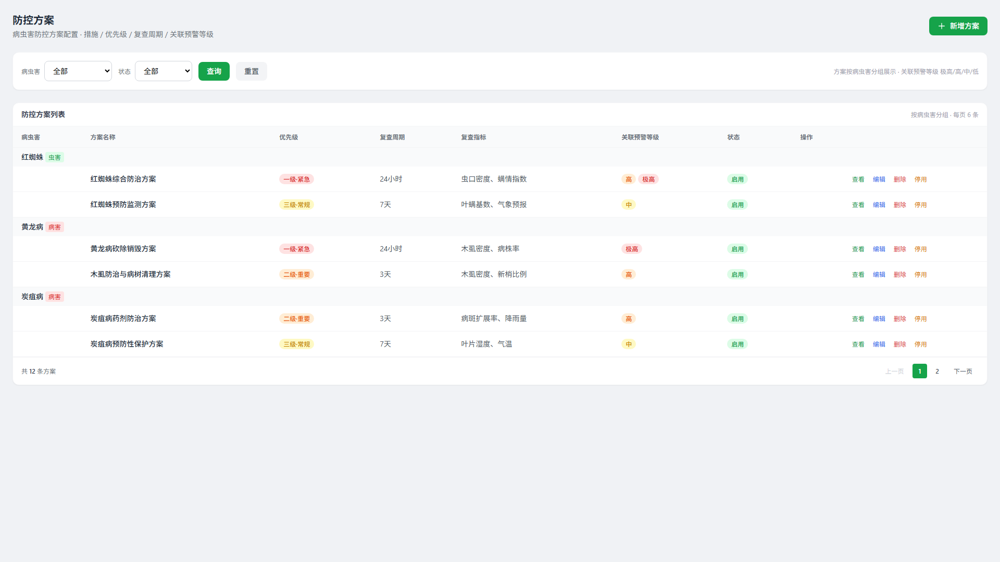 防控方案
病虫害防控方案配置 · 措施 / 优先级 / 复查周期 / 关联预警等级
新增方案
病虫害 全部 状态 全部 查询 重置 方案按病虫害分组展示 · 关联预警等级 极高/高/中/低
防控方案列表 按病虫害分组 · 每页 6 条
病虫害 方案名称 优先级 复查周期 复查指标 关联预警等级 状态 操作
红蜘蛛 虫害
红蜘蛛综合防治方案 一级·紧急 24小时 虫口密度、螨情指数 高 极高 启用 查看 编辑 删除 停用
红蜘蛛预防监测方案 三级·常规 7天 叶螨基数、气象预报 中 启用 查看 编辑 删除 停用
黄龙病 病害
黄龙病砍除销毁方案 一级·紧急 24小时 木虱密度、病株率 极高 启用 查看 编辑 删除 停用
木虱防治与病树清理方案 二级·重要 3天 木虱密度、新梢比例 高 启用 查看 编辑 删除 停用
炭疽病 病害
炭疽病药剂防治方案 二级·重要 3天 病斑扩展率、降雨量 高 启用 查看 编辑 删除 停用
炭疽病预防性保护方案 三级·常规 7天 叶片湿度、气温 中 启用 查看 编辑 删除 停用
共 12 条方案 上一页 1 2 下一页